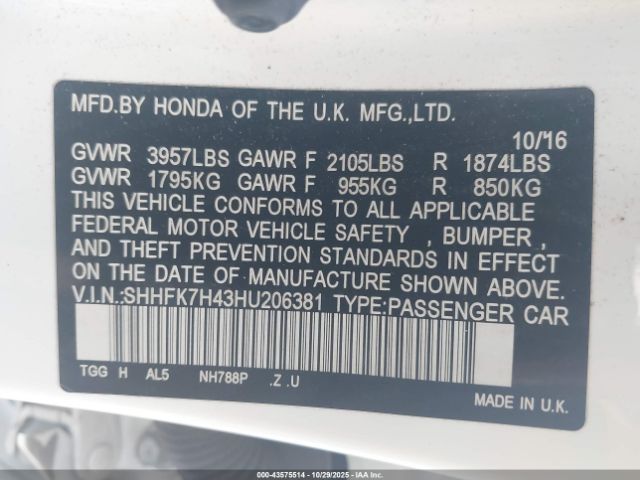 MFD.BY HONDA OF THE U.K. MFG.,LTD.
10/16
GVWR 3957LBS GAWR F 2105LBS R 1874LBS
GVWR 1795KG GAWR F 955KG R 850KG
THIS VEHICLE CONFORMS TO ALL APPLICABLE
FEDERAL MOTOR VEHICLE SAFETY , BUMPER ,
AND THEFT PREVENTION STANDARDS IN EFFECT
ON THE DATE OF MANUFACTURE SHOWN ABOVE.
V.I.N.:SHHFK7H43HU206381 TYPE:PASSENGER CAR
TGG H AL5 NH788P .Z .U
MADE IN U.K.
© 000-43575514 - 10/29/2025 - IAAI.COM